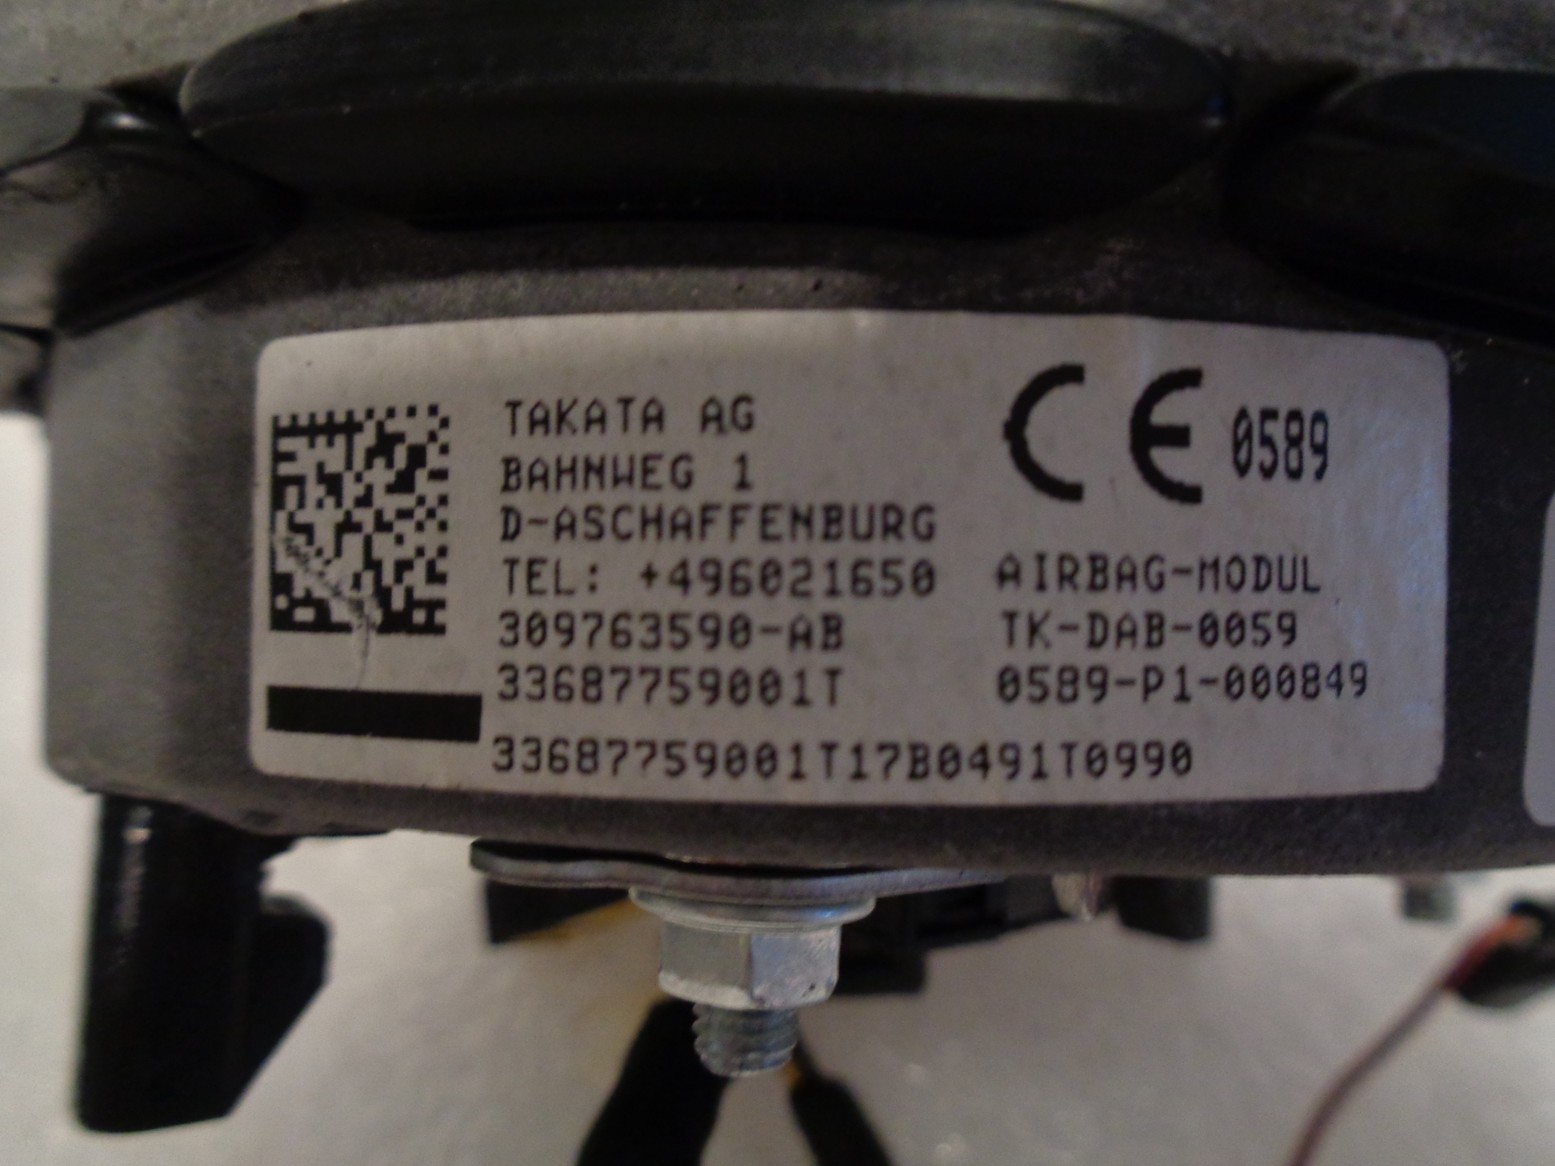 TAKATA AG
BAHNWEG 1
D-ASCHAFFENBURG
TEL: +496021650
309763590-AB
33687759001T
CE 0589
AIRBAG-MODUL
TK-DAB-0059
0589-P1-000849
33687759001T17B0491T0990